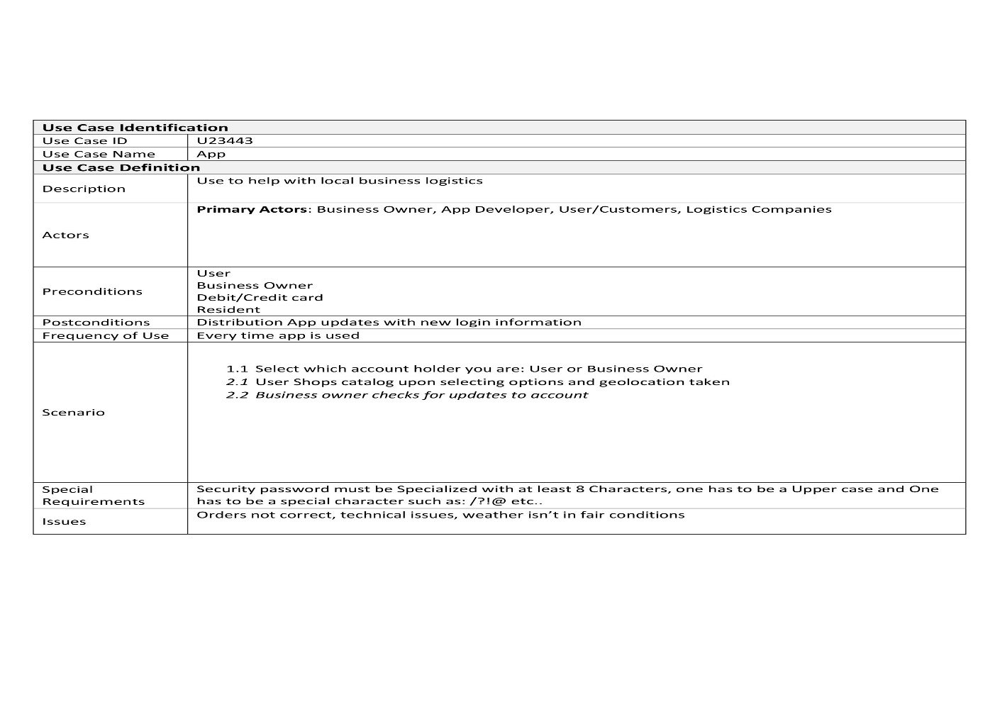 Use Case Identification
Use Case ID U23443
Use Case Name App
Use Case Definition
Description Use to help with local business logistics
Actors Primary Actors: Business Owner, App Developer, User/Customers, Logistics Companies
Preconditions
User
Business Owner
Debit/Credit card
Resident
Postconditions Distribution App updates with new login information
Frequency of Use Every time app is used
Scenario
1.1 Select which account holder you are: User or Business Owner
2.1 User Shops catalog upon selecting options and geolocation taken
2.2 Business owner checks for updates to account
Special
Requirements
Security password must be Specialized with at least 8 Characters, one has to be a Upper case and One
has to be a special character such as: /?!@ etc..
Issues Orders not correct, technical issues, weather isn’t in fair conditions